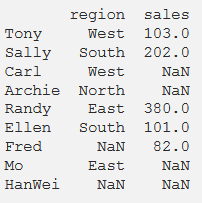 region sales
Tony West 103.0
Sally South 202.0
Carl West NaN
Archie North NaN
Randy East 380.0
Ellen South 101.0
Fred NaN 82.0
Mo East NaN
HanWei NaN NaN